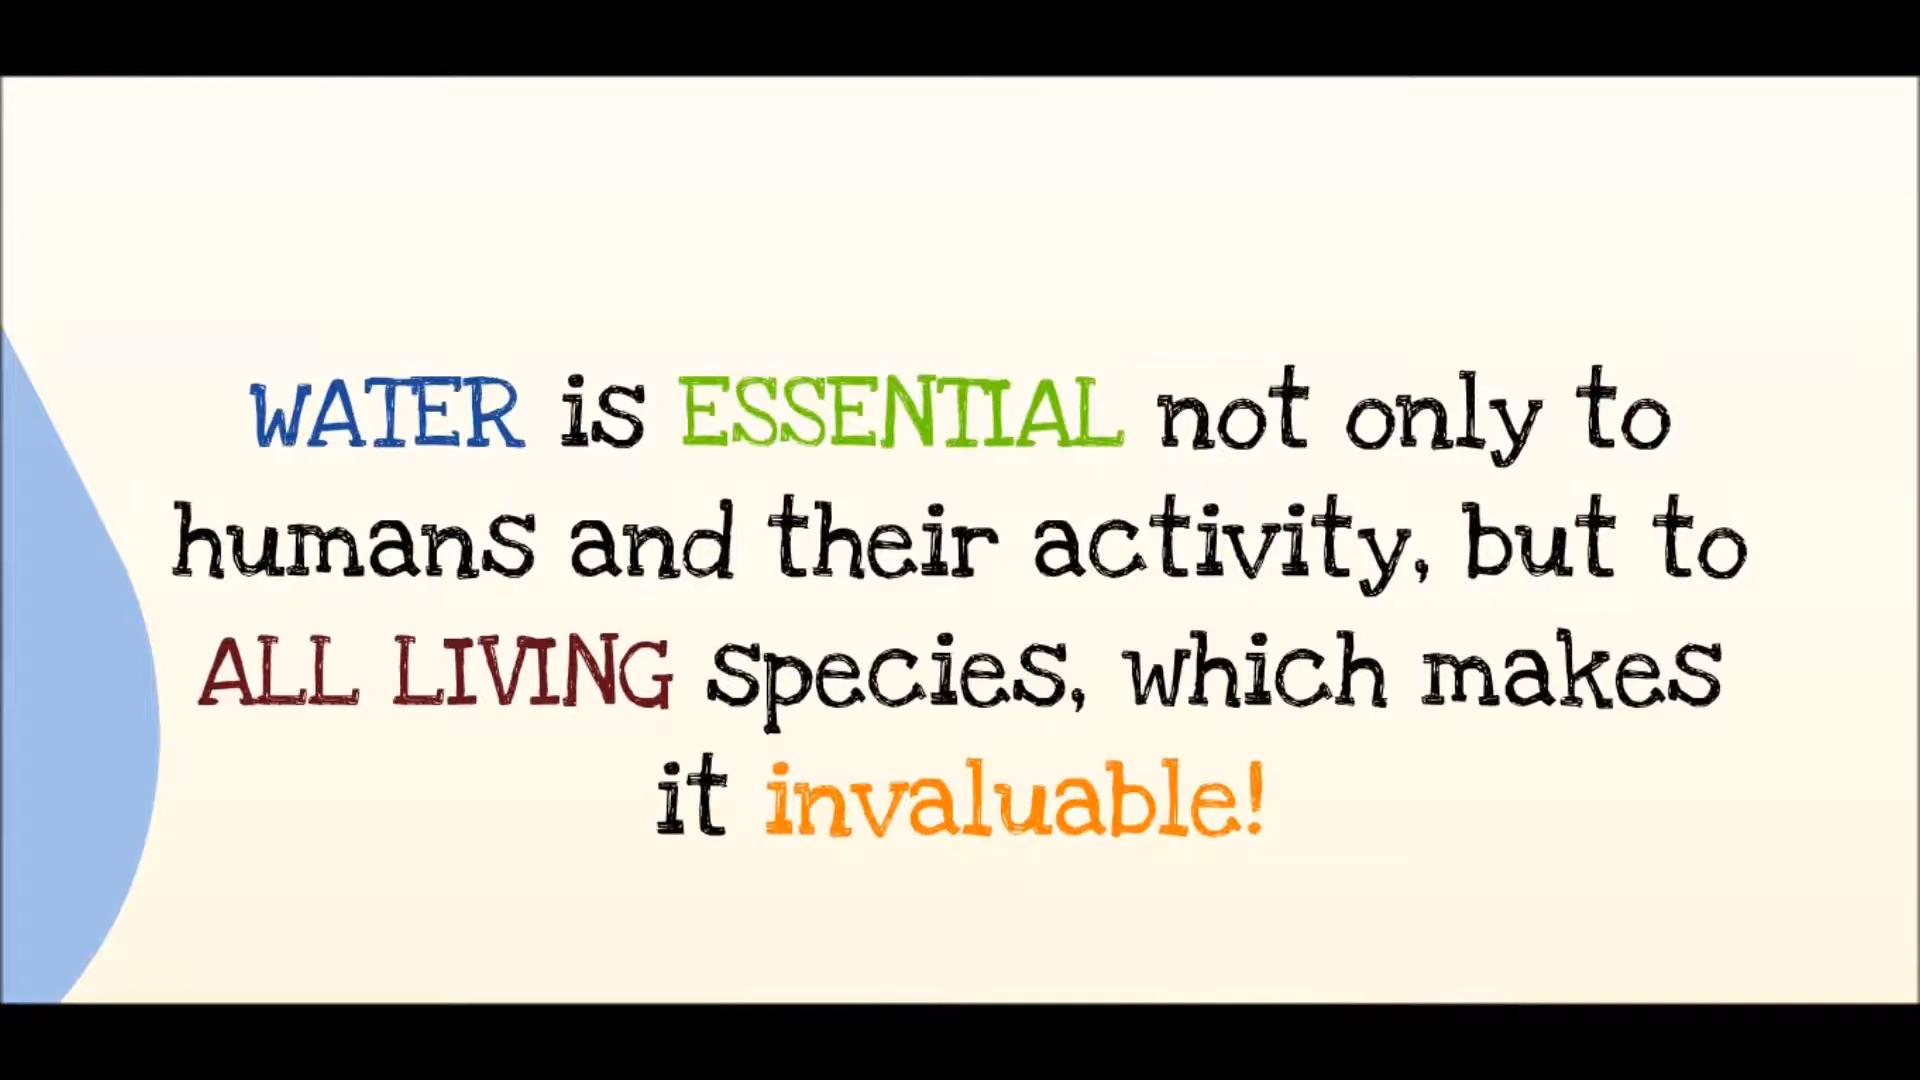 WATER is ESSENTIAL not only to
humans and their activity, but to
ALL LIVING species, which makes
it invaluable!